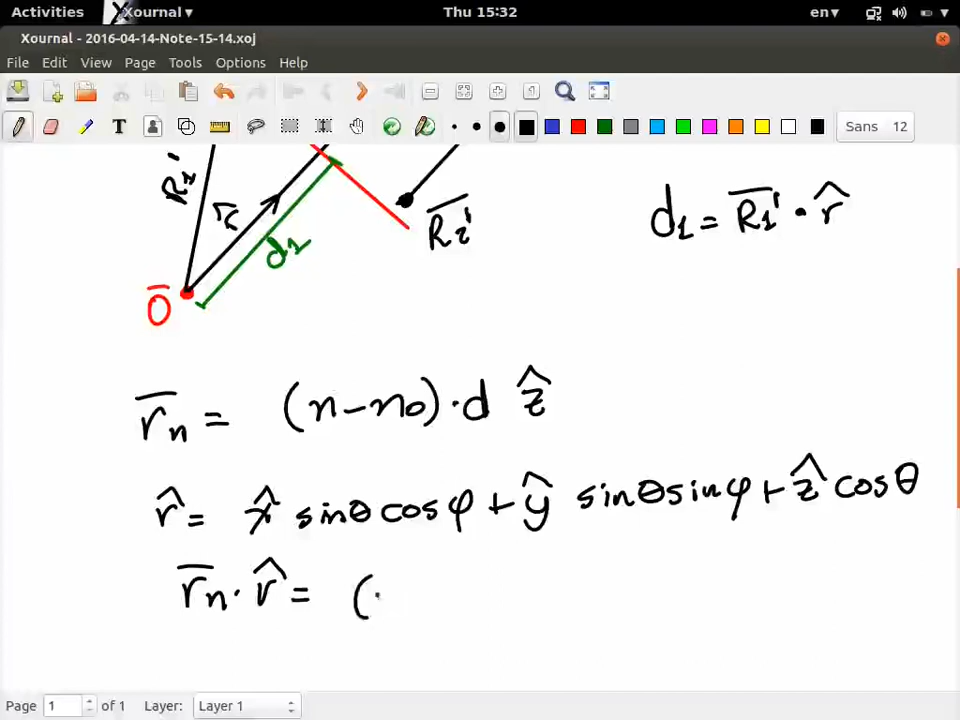 Activities Xournal ▾ Thu 15:32 en ▾
Xournal - 2016-04-14-Note-15-14.xoj
File Edit View Page Tools Options Help
T Sans 12
R₁'
d₁
R̅₂'
d₁ = R̅₁' · r̂
O̅
r̅n = (n-n₀)·d ẑ
r̂ = x̂ sinθ cosφ + ŷ sinθ sinφ + ẑ cosθ
r̅n · r̂ = (
Page 1 of 1 Layer: Layer 1